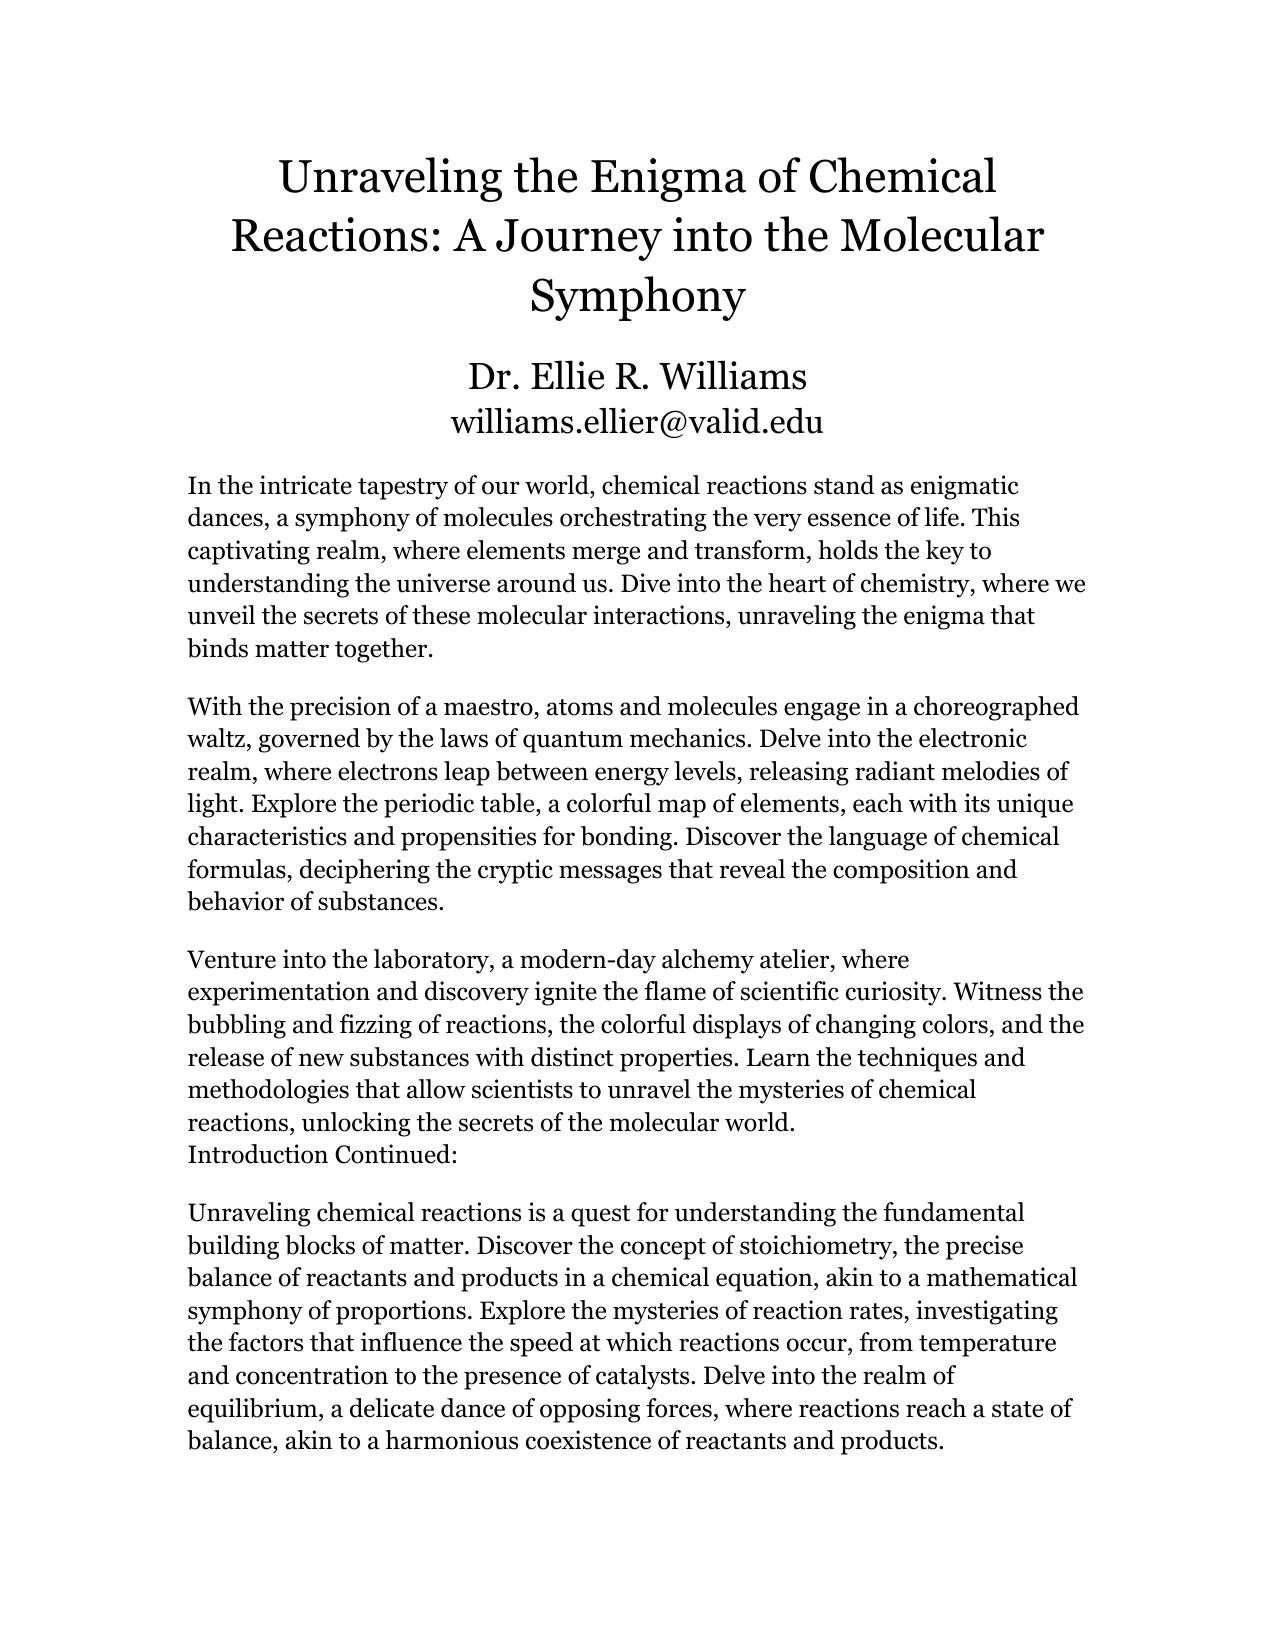 Unraveling the Enigma of Chemical
Reactions: A Journey into the Molecular
Symphony
Dr. Ellie R. Williams
williams.ellier@valid.edu
In the intricate tapestry of our world, chemical reactions stand as enigmatic
dances, a symphony of molecules orchestrating the very essence of life. This
captivating realm, where elements merge and transform, holds the key to
understanding the universe around us. Dive into the heart of chemistry, where we
unveil the secrets of these molecular interactions, unraveling the enigma that
binds matter together.
With the precision of a maestro, atoms and molecules engage in a choreographed
waltz, governed by the laws of quantum mechanics. Delve into the electronic
realm, where electrons leap between energy levels, releasing radiant melodies of
light. Explore the periodic table, a colorful map of elements, each with its unique
characteristics and propensities for bonding. Discover the language of chemical
formulas, deciphering the cryptic messages that reveal the composition and
behavior of substances.
Venture into the laboratory, a modern-day alchemy atelier, where
experimentation and discovery ignite the flame of scientific curiosity. Witness the
bubbling and fizzing of reactions, the colorful displays of changing colors, and the
release of new substances with distinct properties. Learn the techniques and
methodologies that allow scientists to unravel the mysteries of chemical
reactions, unlocking the secrets of the molecular world.
Introduction Continued:
Unraveling chemical reactions is a quest for understanding the fundamental
building blocks of matter. Discover the concept of stoichiometry, the precise
balance of reactants and products in a chemical equation, akin to a mathematical
symphony of proportions. Explore the mysteries of reaction rates, investigating
the factors that influence the speed at which reactions occur, from temperature
and concentration to the presence of catalysts. Delve into the realm of
equilibrium, a delicate dance of opposing forces, where reactions reach a state of
balance, akin to a harmonious coexistence of reactants and products.